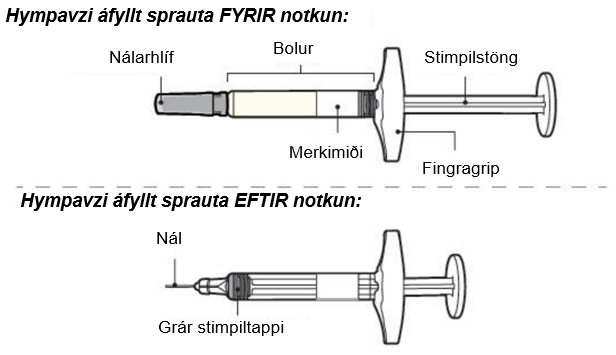 Hympavzi áfyllt sprauta FYRIR notkun:
Nálarhlíf
Bolur
Stimpilstöng
Merkimiði
Fingragrip
Hympavzi áfyllt sprauta EFTIR notkun:
Nál
Grár stimpiltappi